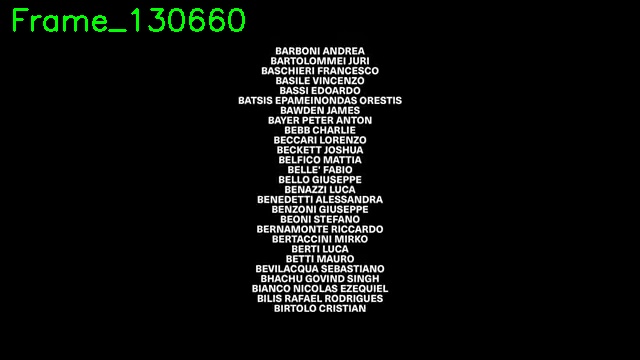 Frame_130660
BARBONI ANDREA
BARTOLOMMEI JURI
BASCHIERI FRANCESCO
BASILE VINCENZO
BASSI EDOARDO
BATSIS EPAMEINONDAS ORESTIS
BAWDEN JAMES
BAYER PETER ANTON
BEBB CHARLIE
BECCARI LORENZO
BECKETT JOSHUA
BELFICO MATTIA
BELLE' FABIO
BELLO GIUSEPPE
BENAZZI LUCA
BENEDETTI ALESSANDRA
BENZONI GIUSEPPE
BEONI STEFANO
BERNAMONTE RICCARDO
BERTACCINI MIRKO
BERTI LUCA
BETTI MAURO
BEVILACQUA SEBASTIANO
BHACHU GOVIND SINGH
BIANCO NICOLAS EZEQUIEL
BILIS RAFAEL RODRIGUES
BIRTOLO CRISTIAN